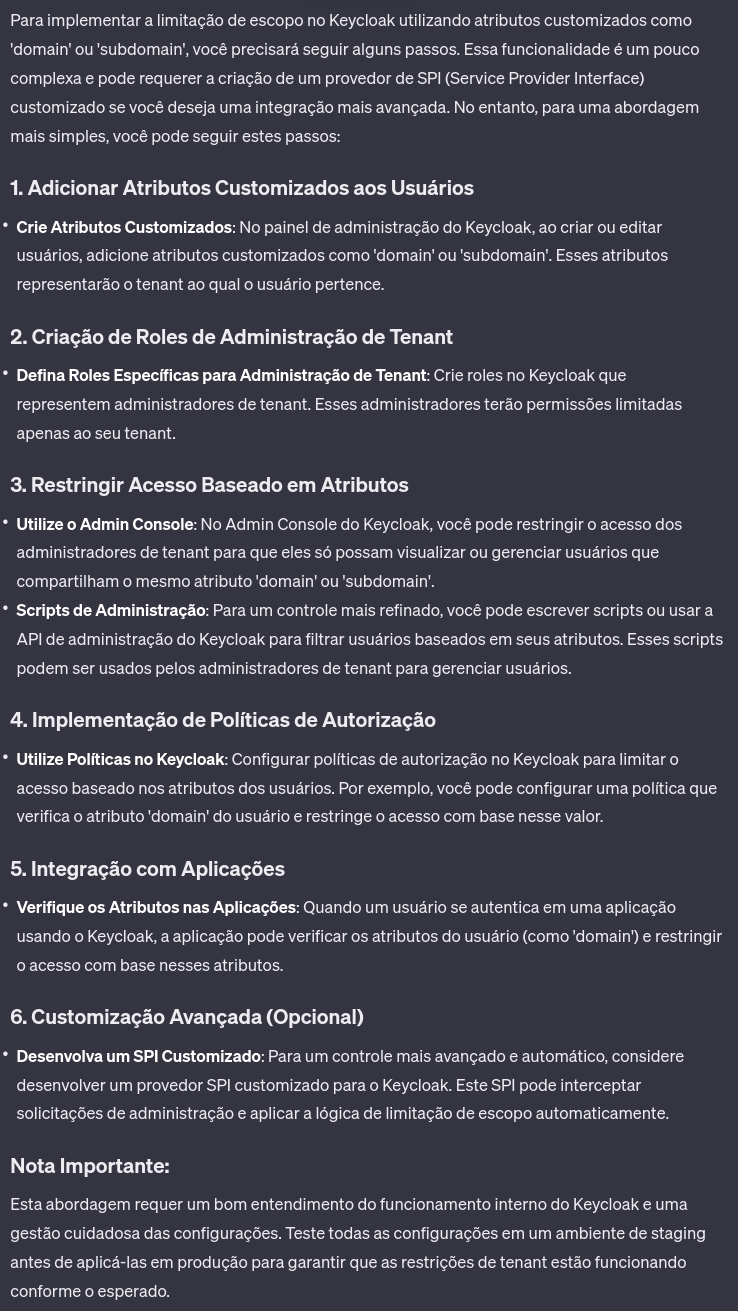 Para implementar a limitação de escopo no Keycloak utilizando atributos customizados como
'domain' ou 'subdomain', você precisará seguir alguns passos. Essa funcionalidade é um pouco
complexa e pode requerer a criação de um provedor de SPI (Service Provider Interface)
customizado se você deseja uma integração mais avançada. No entanto, para uma abordagem
mais simples, você pode seguir estes passos:
1. Adicionar Atributos Customizados aos Usuários
• Crie Atributos Customizados: No painel de administração do Keycloak, ao criar ou editar
usuários, adicione atributos customizados como 'domain' ou 'subdomain'. Esses atributos
representarão o tenant ao qual o usuário pertence.
2. Criação de Roles de Administração de Tenant
• Defina Roles Específicas para Administração de Tenant: Crie roles no Keycloak que
representem administradores de tenant. Esses administradores terão permissões limitadas
apenas ao seu tenant.
3. Restringir Acesso Baseado em Atributos
• Utilize o Admin Console: No Admin Console do Keycloak, você pode restringir o acesso dos
administradores de tenant para que eles só possam visualizar ou gerenciar usuários que
compartilham o mesmo atributo 'domain' ou 'subdomain'.
• Scripts de Administração: Para um controle mais refinado, você pode escrever scripts ou usar a
API de administração do Keycloak para filtrar usuários baseados em seus atributos. Esses scripts
podem ser usados pelos administradores de tenant para gerenciar usuários.
4. Implementação de Políticas de Autorização
• Utilize Políticas no Keycloak: Configurar políticas de autorização no Keycloak para limitar o
acesso baseado nos atributos dos usuários. Por exemplo, você pode configurar uma política que
verifica o atributo 'domain' do usuário e restringe o acesso com base nesse valor.
5. Integração com Aplicações
• Verifique os Atributos nas Aplicações: Quando um usuário se autentica em uma aplicação
usando o Keycloak, a aplicação pode verificar os atributos do usuário (como 'domain') e restringir
o acesso com base nesses atributos.
6. Customização Avançada (Opcional)
• Desenvolva um SPI Customizado: Para um controle mais avançado e automático, considere
desenvolver um provedor SPI customizado para o Keycloak. Este SPI pode interceptar
solicitações de administração e aplicar a lógica de limitação de escopo automaticamente.
Nota Importante:
Esta abordagem requer um bom entendimento do funcionamento interno do Keycloak e uma
gestão cuidadosa das configurações. Teste todas as configurações em um ambiente de staging
antes de aplicá-las em produção para garantir que as restrições de tenant estão funcionando
conforme o esperado.